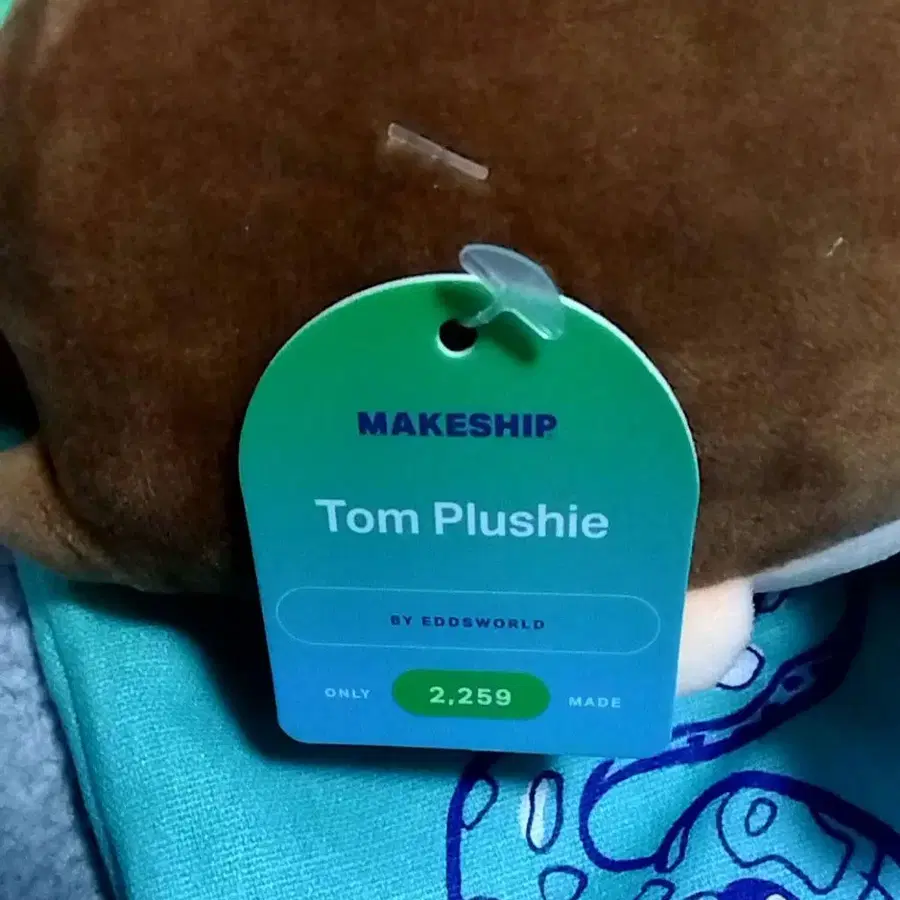 MAKESHIP
Tom Plushie
BY EDDSWORLD
ONLY 2,259 MADE